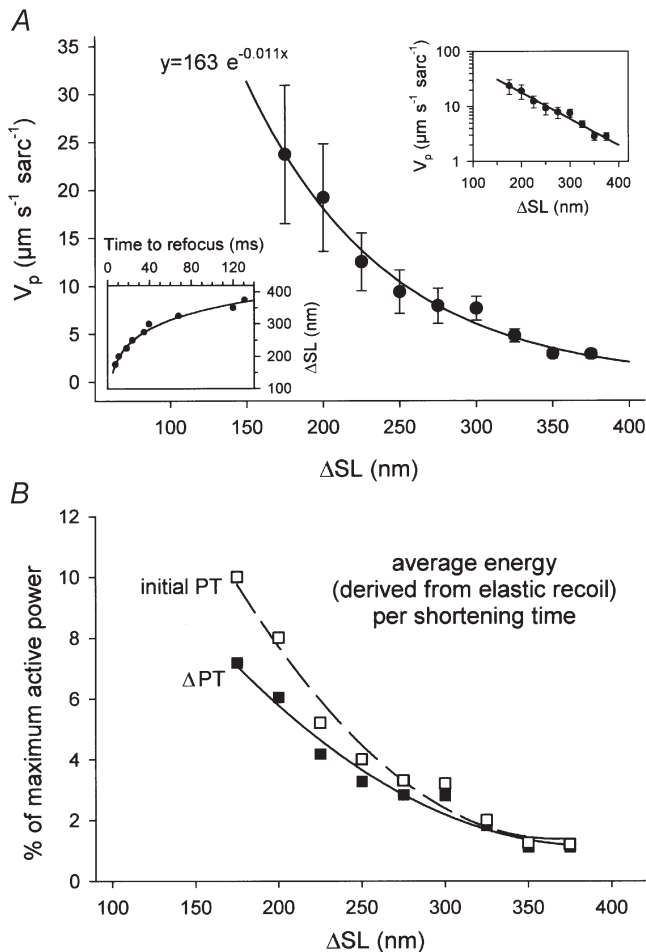 A
y=163 e^-0.011x
35
30
25
20
15
10
5
0
Vp (µm s⁻¹ sarc⁻¹)
100
150
200
250
300
350
400
ΔSL (nm)
100
10
1
Vp (µm s⁻¹ sarc⁻¹)
100 200 300 400
ΔSL (nm)
Time to refocus (ms)
0 40 80 120
400
300
200
100
ΔSL (nm)
B
12
10
8
6
4
2
0
% of maximum active power
initial PT
ΔPT
average energy
(derived from elastic recoil)
per shortening time
100 150 200 250 300 350 400
ΔSL (nm)